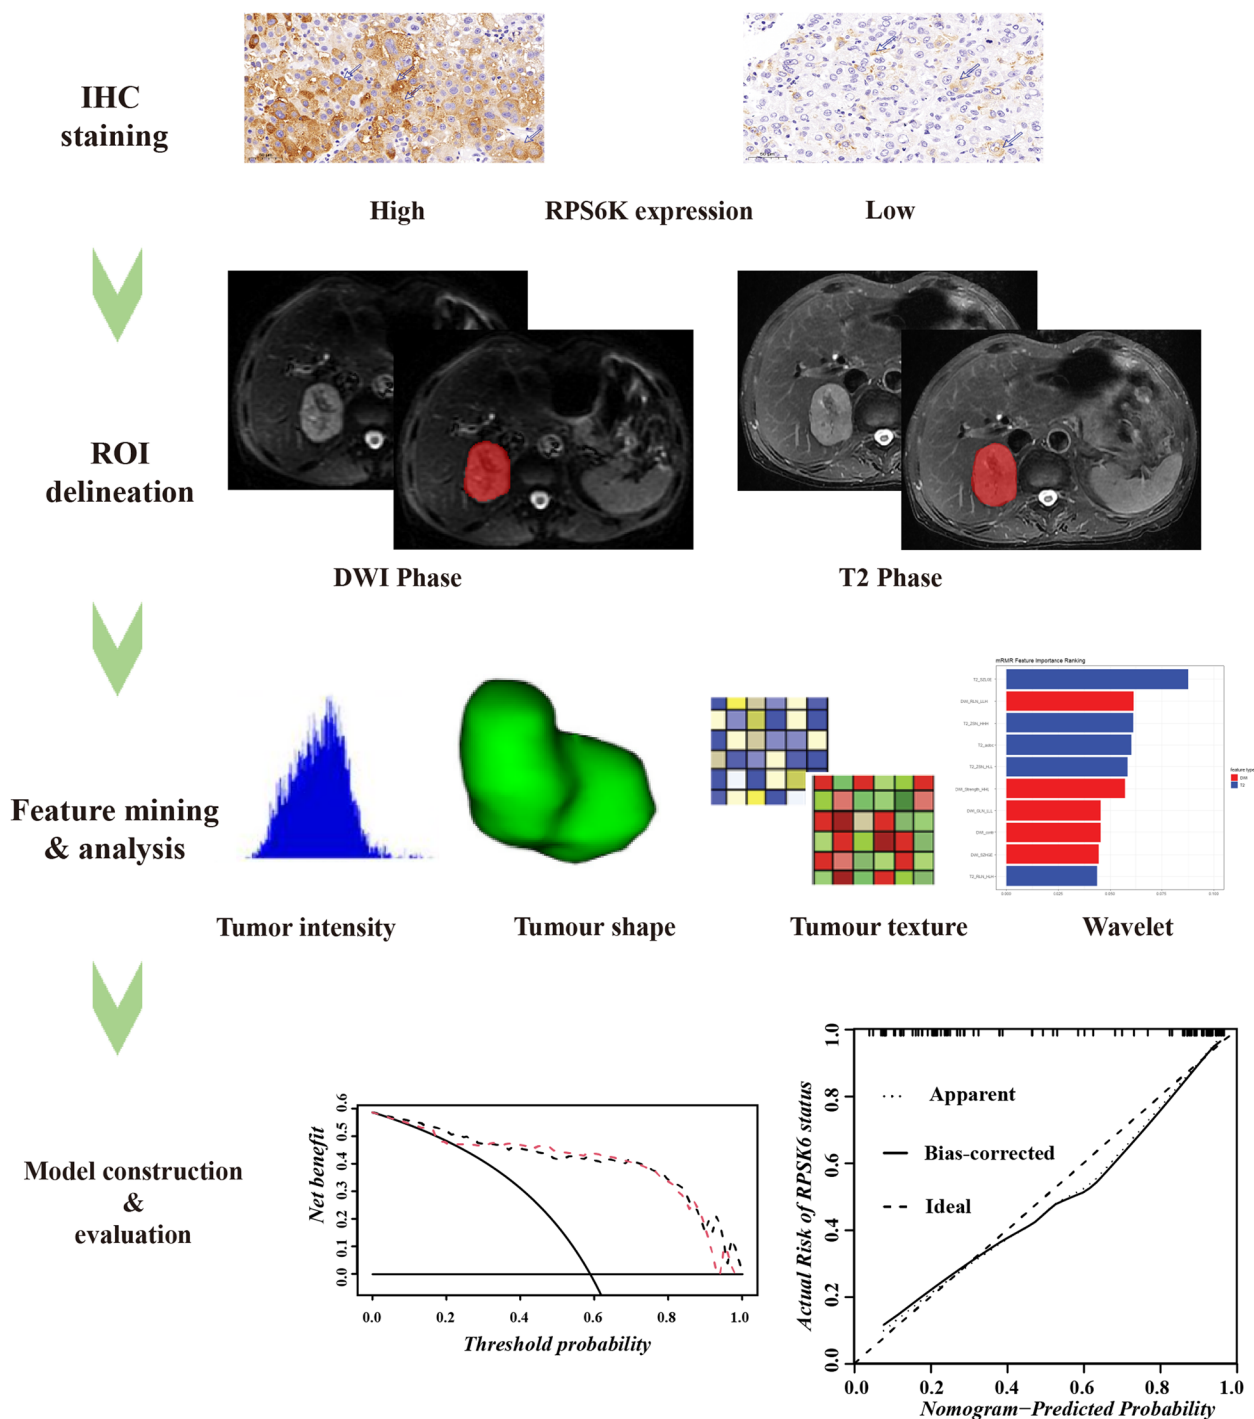 IHC
staining
High
RPS6K expression
Low
ROI
delineation
DWI Phase
T2 Phase
Feature mining
& analysis
mRMR Feature Importance Ranking
feature type
DWI
T2
Tumor intensity
Tumour shape
Tumour texture
Wavelet
Model construction
&
evaluation
Net benefit
0.6
0.5
0.4
0.3
0.2
0.1
0.0
0.0 0.2 0.4 0.6 0.8 1.0
Threshold probability
Actual Risk of RPSK6 status
1.0
0.8
0.6
0.4
0.2
0.0
Apparent
Bias-corrected
Ideal
0.0 0.2 0.4 0.6 0.8 1.0
Nomogram−Predicted Probability